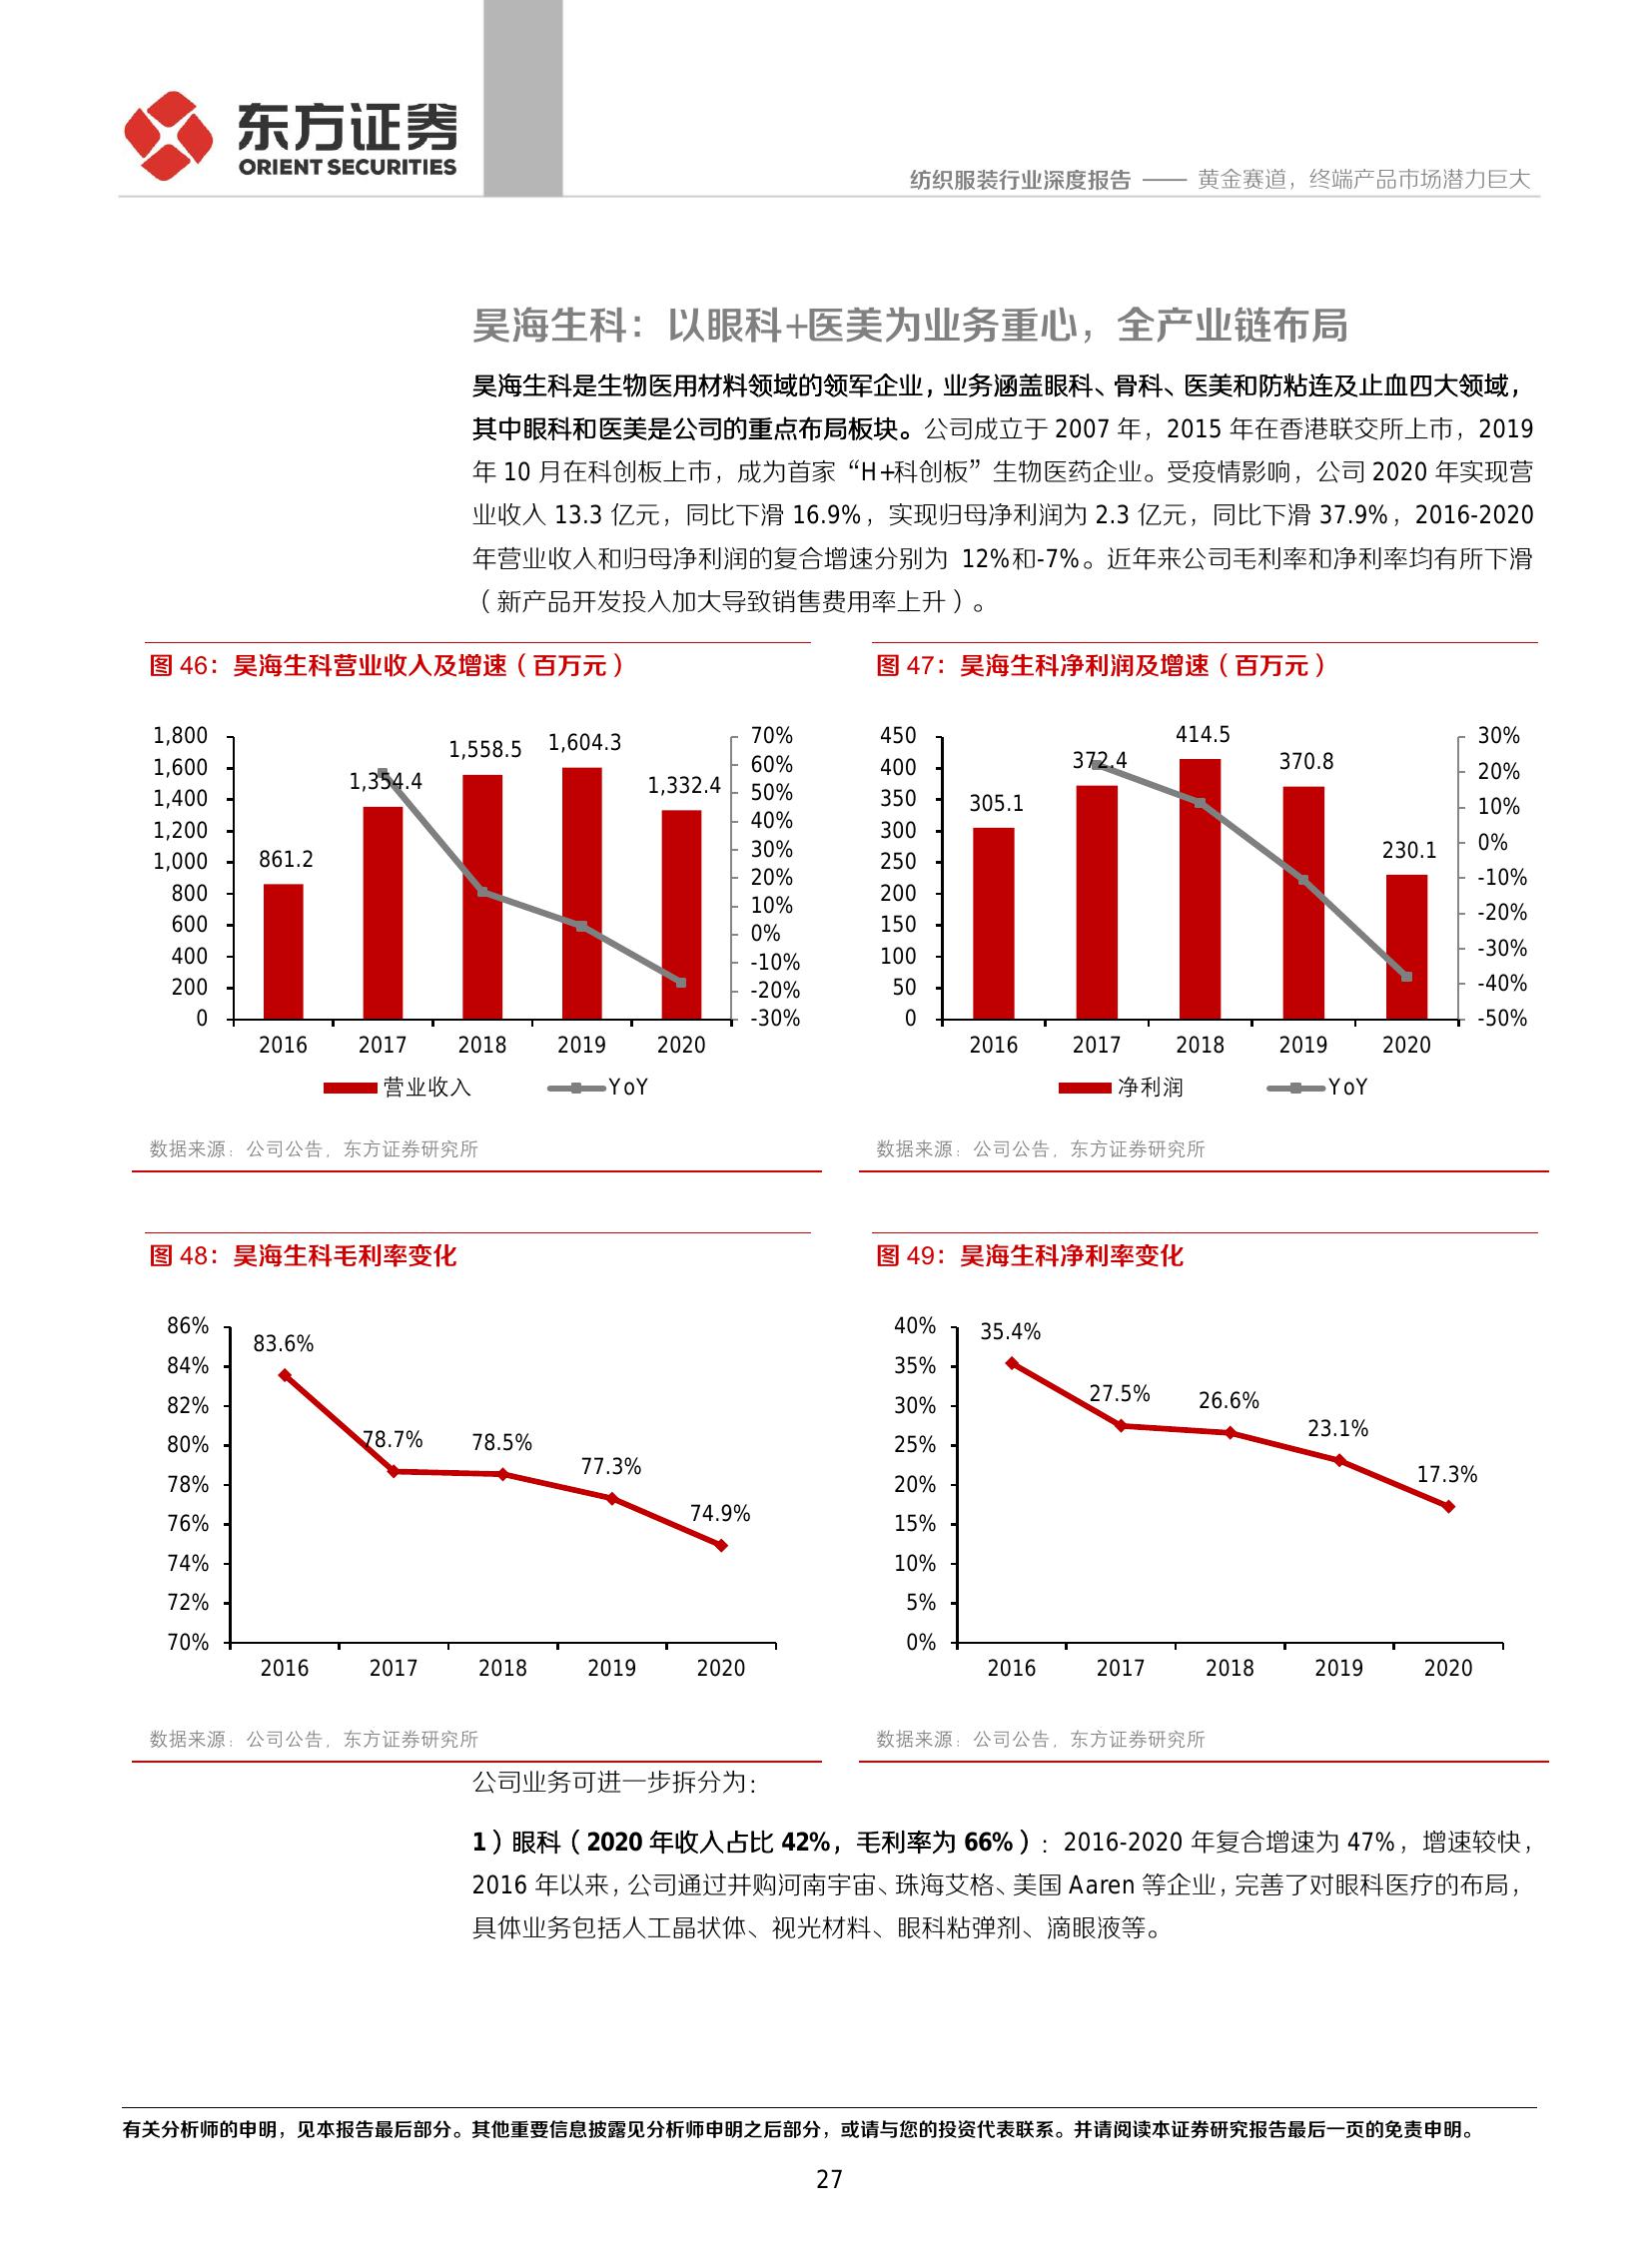 东方证券
ORIENT SECURITIES
纺织服装行业深度报告 —— 黄金赛道，终端产品市场潜力巨大
昊海生科：以眼科+医美为业务重心，全产业链布局
昊海生科是生物医用材料领域的领军企业，业务涵盖眼科、骨科、医美和防粘连及止血四大领域，
其中眼科和医美是公司的重点布局板块。公司成立于 2007 年，2015 年在香港联交所上市，2019
年 10 月在科创板上市，成为首家“H+科创板”生物医药企业。受疫情影响，公司 2020 年实现营
业收入 13.3 亿元，同比下滑 16.9%，实现归母净利润为 2.3 亿元，同比下滑 37.9%，2016-2020
年营业收入和归母净利润的复合增速分别为 12%和-7%。近年来公司毛利率和净利率均有所下滑
（新产品开发投入加大导致销售费用率上升）。
图 46：昊海生科营业收入及增速（百万元）
1,800
1,600
1,400
1,200
1,000
800
600
400
200
0
861.2
1,354.4
1,558.5
1,604.3
1,332.4
70%
60%
50%
40%
30%
20%
10%
0%
-10%
-20%
-30%
2016 2017 2018 2019 2020
营业收入 YoY
数据来源：公司公告，东方证券研究所
图 47：昊海生科净利润及增速（百万元）
450
400
350
300
250
200
150
100
50
0
305.1
372.4
414.5
370.8
230.1
30%
20%
10%
0%
-10%
-20%
-30%
-40%
-50%
2016 2017 2018 2019 2020
净利润 YoY
数据来源：公司公告，东方证券研究所
图 48：昊海生科毛利率变化
86%
84%
82%
80%
78%
76%
74%
72%
70%
83.6%
78.7%
78.5%
77.3%
74.9%
2016 2017 2018 2019 2020
数据来源：公司公告，东方证券研究所
图 49：昊海生科净利率变化
40%
35%
30%
25%
20%
15%
10%
5%
0%
35.4%
27.5%
26.6%
23.1%
17.3%
2016 2017 2018 2019 2020
数据来源：公司公告，东方证券研究所
公司业务可进一步拆分为：
1）眼科（2020 年收入占比 42%，毛利率为 66%）：2016-2020 年复合增速为 47%，增速较快，
2016 年以来，公司通过并购河南宇宙、珠海艾格、美国 Aaren 等企业，完善了对眼科医疗的布局，
具体业务包括人工晶状体、视光材料、眼科粘弹剂、滴眼液等。
有关分析师的申明，见本报告最后部分。其他重要信息披露见分析师申明之后部分，或请与您的投资代表联系。并请阅读本证券研究报告最后一页的免责申明。
27